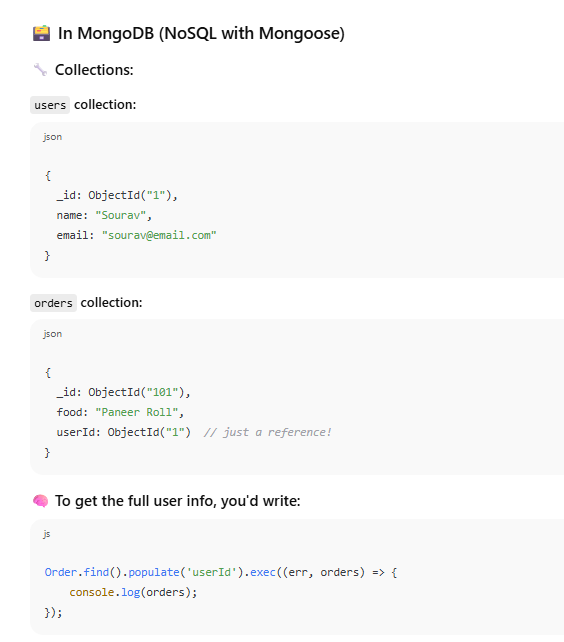 🗃️ In MongoDB (NoSQL with Mongoose)
🔧 Collections:
users collection:
json
{
  _id: ObjectId("1"),
  name: "Sourav",
  email: "sourav@email.com"
}
orders collection:
json
{
  _id: ObjectId("101"),
  food: "Paneer Roll",
  userId: ObjectId("1")  // just a reference!
}
🧠 To get the full user info, you'd write:
js
Order.find().populate('userId').exec((err, orders) => {
    console.log(orders);
});